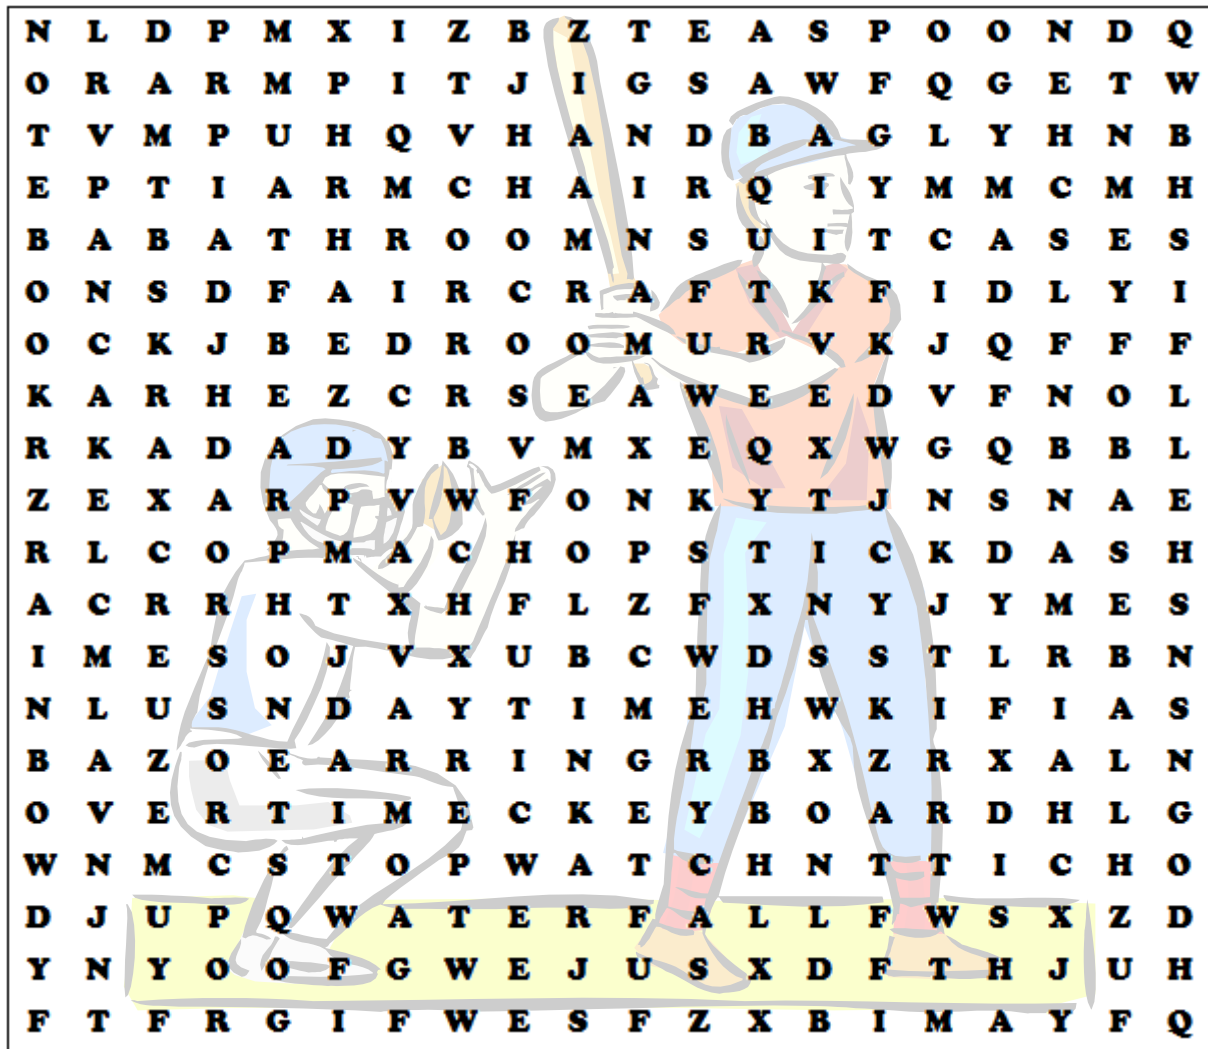 N L D P M X I Z B Z T E A S P O O N D Q
O R A R M P I T J I G S A W F Q G E T W
T V M P U H Q V H A N D B A G L Y H N B
E P T I A R M C H A I R Q I Y M M C M H
B A B A T H R O O M N S U I T C A S E S
O N S D F A I R C R A F T K F I D L Y I
O C K J B E D R O O M U R V K J Q F F F
K A R H E Z C R S E A W E E D V F N O L
R K A D A D Y B V M X E Q X W G Q B B L
Z E X A R P V W F O N K Y T J N S N A E
R L C O P M A C H O P S T I C K D A S H
A C R R H T X H F L Z F X N Y J Y M E S
I M E S O J V X U B C W D S S T L R B N
N L U S N D A Y T I M E H W K I F I A S
B A Z O E A R R I N G R B X Z R X A L N
O V E R T I M E C K E Y B O A R D H L G
W N M C S T O P W A T C H N T T I C H O
D J U P Q W A T E R F A L L F W S X Z D
Y N Y O O F G W E J U S X D F T H J U H
F T F R G I F W E S F Z X B I M A Y F Q